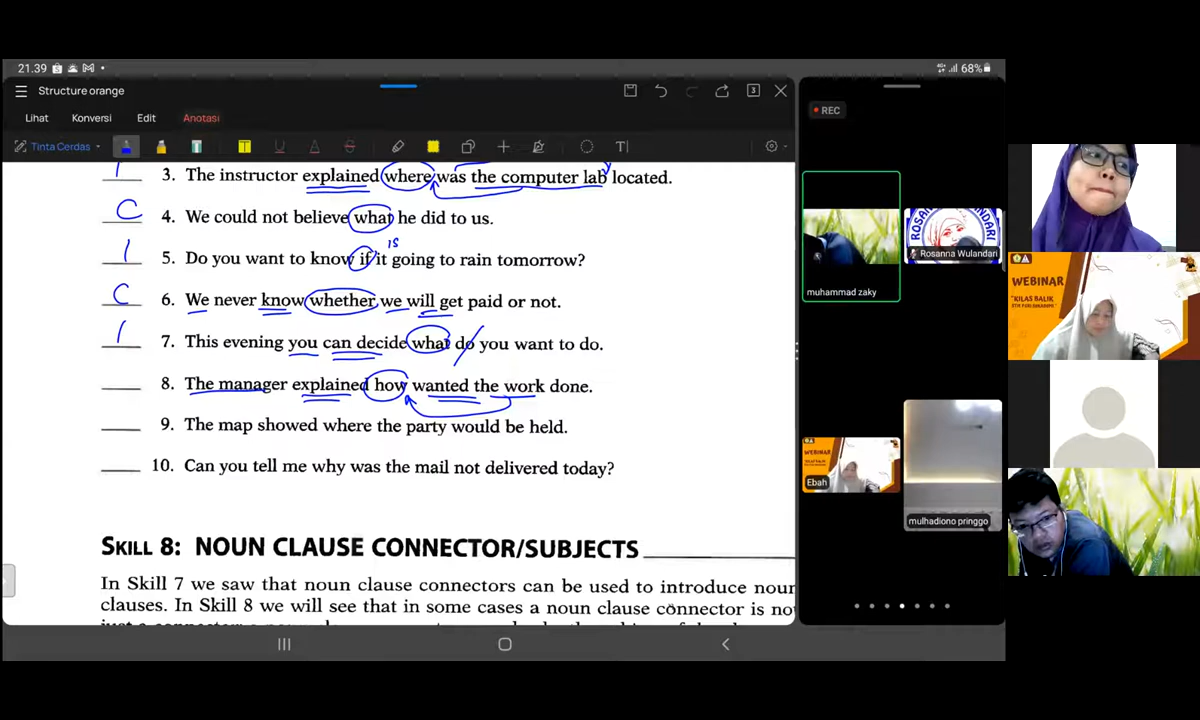 21.39
68%
Structure orange
3
Lihat Konversi Edit Anotasi
Tinta Cerdas
REC
I 3. The instructor explained where was the computer lab located.
C 4. We could not believe what he did to us.
is
I 5. Do you want to know if it going to rain tomorrow?
C 6. We never know whether we will get paid or not.
I 7. This evening you can decide what do you want to do.
8. The manager explained how wanted the work done.
9. The map showed where the party would be held.
10. Can you tell me why was the mail not delivered today?
SKILL 8: NOUN CLAUSE CONNECTOR/SUBJECTS
In Skill 7 we saw that noun clause connectors can be used to introduce noun
clauses. In Skill 8 we will see that in some cases a noun clause connector is no
muhammad zaky
Rosanna Wulandari
WEBINAR
Ebah
mulhadiono pringgo
WEBINAR
"KILAS BALIK